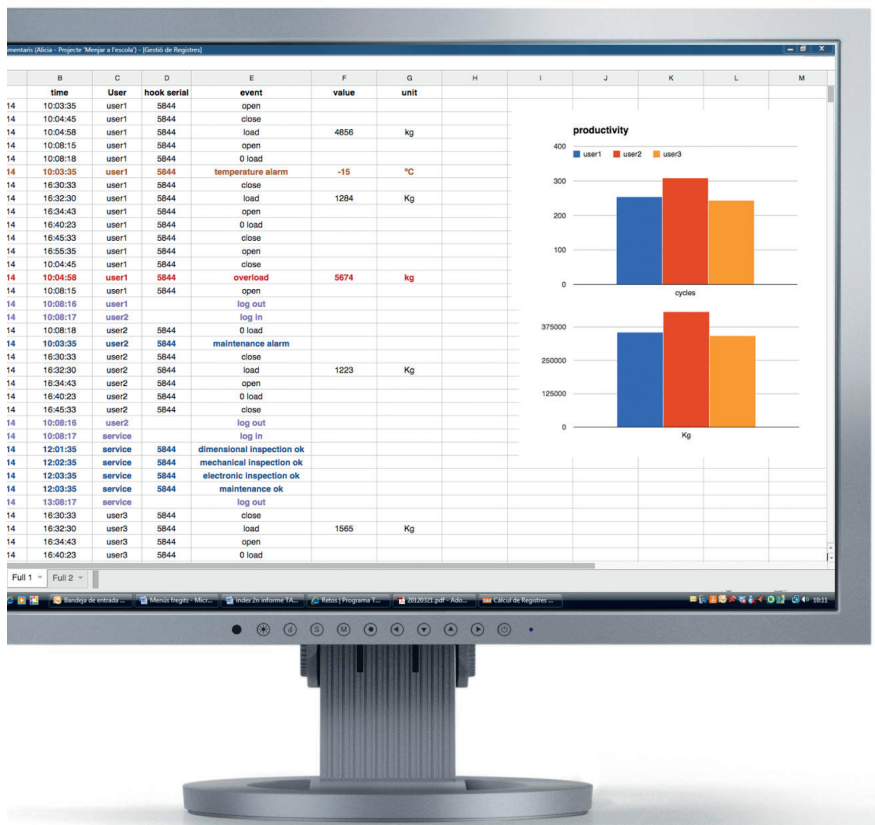 ementaris (Alicia - Projecte 'Menjar a l'escola') - [Gestió de Registres]
B C D E F G H I J K L M
time User hook serial event value unit
14 10:03:35 user1 5844 open
14 10:04:45 user1 5844 close
14 10:04:58 user1 5844 load 4856 kg
14 10:08:15 user1 5844 open
14 10:08:18 user1 5844 0 load
14 10:03:35 user1 5844 temperature alarm -15 ºC
14 16:30:33 user1 5844 close
14 16:32:30 user1 5844 load 1284 Kg
14 16:34:43 user1 5844 open
14 16:40:23 user1 5844 0 load
14 16:45:33 user1 5844 close
14 16:55:35 user1 5844 open
14 10:04:45 user1 5844 close
14 10:04:58 user1 5844 overload 5674 kg
14 10:08:15 user1 5844 open
14 10:08:16 user1 log out
14 10:08:17 user2 log in
14 10:08:18 user2 5844 0 load
14 10:03:35 user2 5844 maintenance alarm
14 16:30:33 user2 5844 close
14 16:32:30 user2 5844 load 1223 Kg
14 16:34:43 user2 5844 open
14 16:40:23 user2 5844 0 load
14 16:45:33 user2 5844 close
14 10:08:16 user2 log out
14 10:08:17 service log in
14 12:01:35 service 5844 dimensional inspection ok
14 12:02:35 service 5844 mechanical inspection ok
14 12:03:35 service 5844 electronic inspection ok
14 12:03:35 service 5844 maintenance ok
14 13:08:17 service log out
14 16:30:33 user3 5844 close
14 16:32:30 user3 5844 load 1565 Kg
14 16:34:43 user3 5844 open
14 16:40:23 user3 5844 0 load
productivity
400
user1 user2 user3
300
200
100
0
cycles
375000
250000
125000
0
Kg
Full 1 Full 2
Bandeja de entrada ... Menús fregits - Micr... index 2n informe TA... Retos | Programa T... 20120321.pdf - Ado... Càlcul de Registres ... 10:11
S M